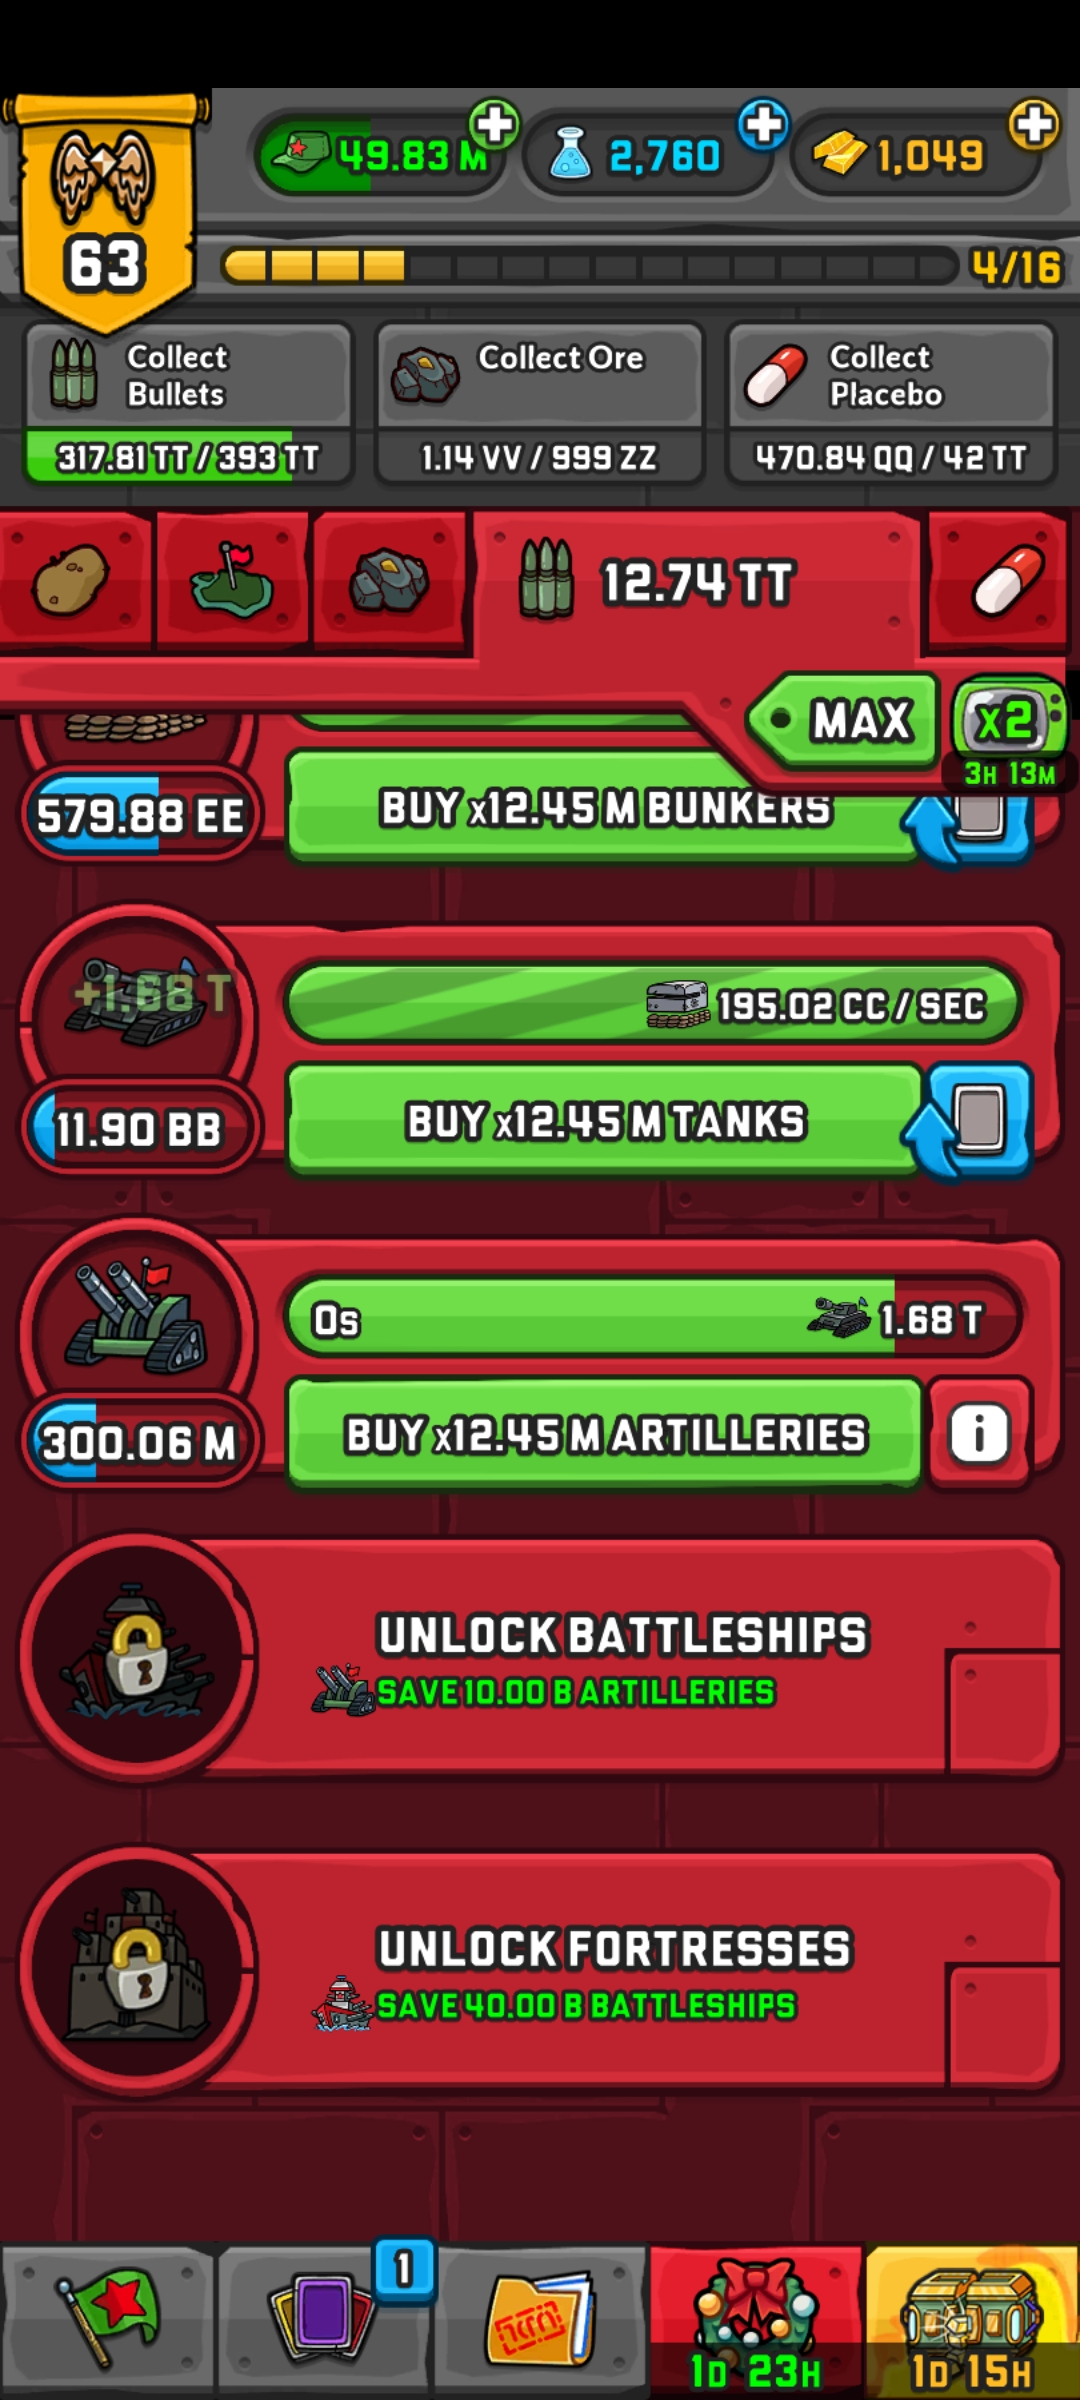 49.83 M
2,760
1,049
63
4/16
Collect
Bullets
317.81 TT / 393 TT
Collect Ore
1.14 VV / 999 ZZ
Collect
Placebo
470.84 QQ / 42 TT
12.74 TT
MAX
x2
3H 13M
579.88 EE
BUY x12.45 M BUNKERS
+1.68 T
195.02 CC / SEC
11.90 BB
BUY x12.45 M TANKS
0s
1.68 T
300.06 M
BUY x12.45 M ARTILLERIES
i
UNLOCK BATTLESHIPS
SAVE 10.00 B ARTILLERIES
UNLOCK FORTRESSES
SAVE 40.00 B BATTLESHIPS
1
1D 23H
1D 15H